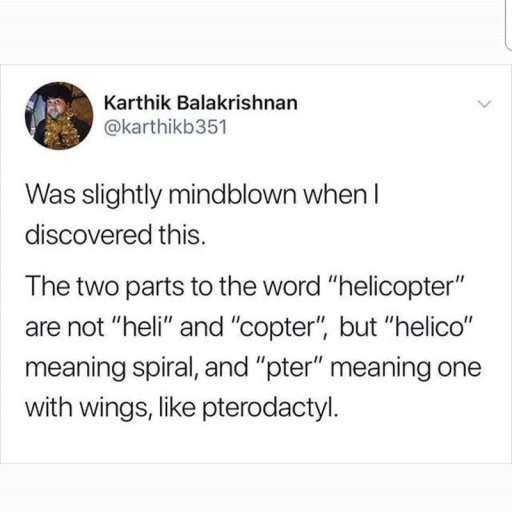 Karthik Balakrishnan
@karthikb351
Was slightly mindblown when I
discovered this.
The two parts to the word “helicopter”
are not “heli” and “copter”, but “helico”
meaning spiral, and “pter” meaning one
with wings, like pterodactyl.